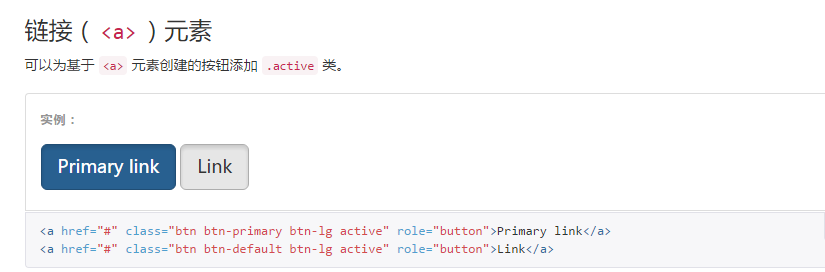 链接（ <a> ）元素
可以为基于 <a> 元素创建的按钮添加 .active 类。
实例：
Primary link Link
<a href="#" class="btn btn-primary btn-lg active" role="button">Primary link</a>
<a href="#" class="btn btn-default btn-lg active" role="button">Link</a>